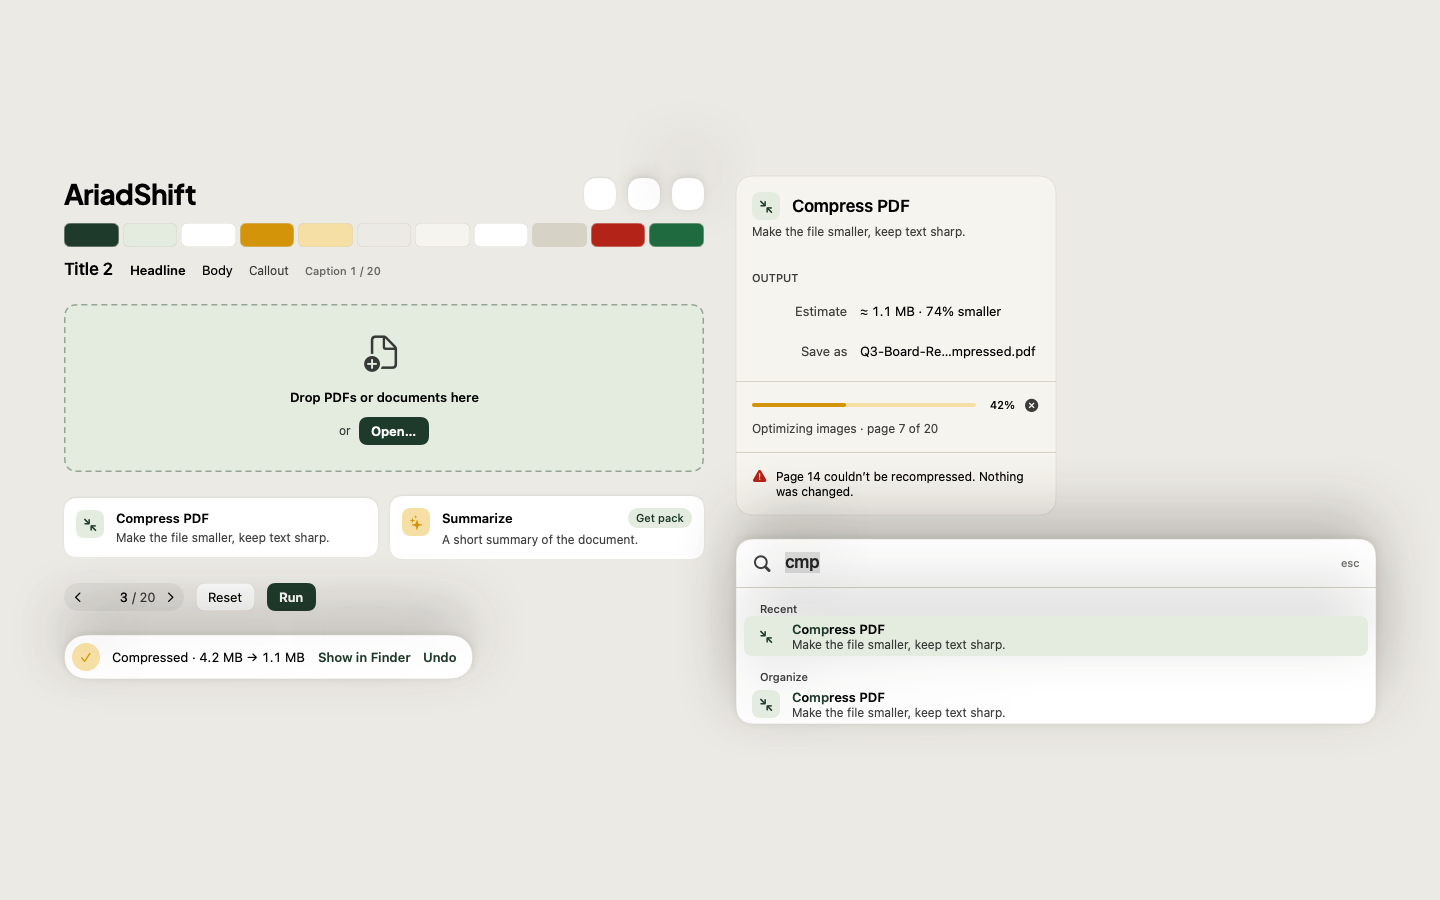 AriadShift
Title 2 Headline Body Callout Caption 1 / 20
Drop PDFs or documents here
or Open...
Compress PDF
Make the file smaller, keep text sharp.
Summarize Get pack
A short summary of the document.
3 / 20 Reset Run
Compressed · 4.2 MB → 1.1 MB Show in Finder Undo
Compress PDF
Make the file smaller, keep text sharp.
OUTPUT
Estimate ≈ 1.1 MB · 74% smaller
Save as Q3-Board-Re...mpressed.pdf
42%
Optimizing images · page 7 of 20
Page 14 couldn't be recompressed. Nothing
was changed.
cmp esc
Recent
Compress PDF
Make the file smaller, keep text sharp.
Organize
Compress PDF
Make the file smaller, keep text sharp.